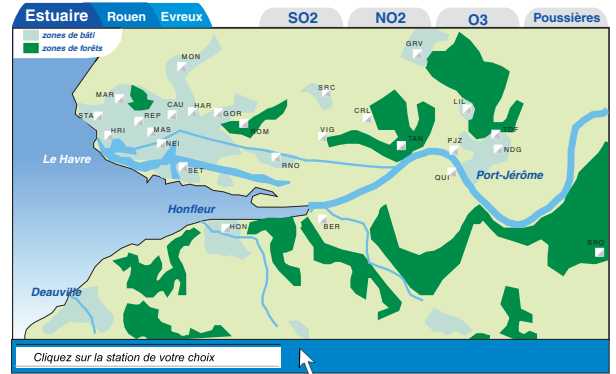 Estuaire Rouen Evreux SO2 NO2 O3 Poussières
zones de bâti
zones de forêts
GRV
MON
SRC
MAR
LIL
CAU HAR
STA REP GOR CRL
HRI MAS ROM VIG TAN TDF
NEI PJZ NDG
Le Havre
RNO
SET QUI Port-Jérôme
Honfleur
HON BER
BRO
Deauville
Cliquez sur la station de votre choix